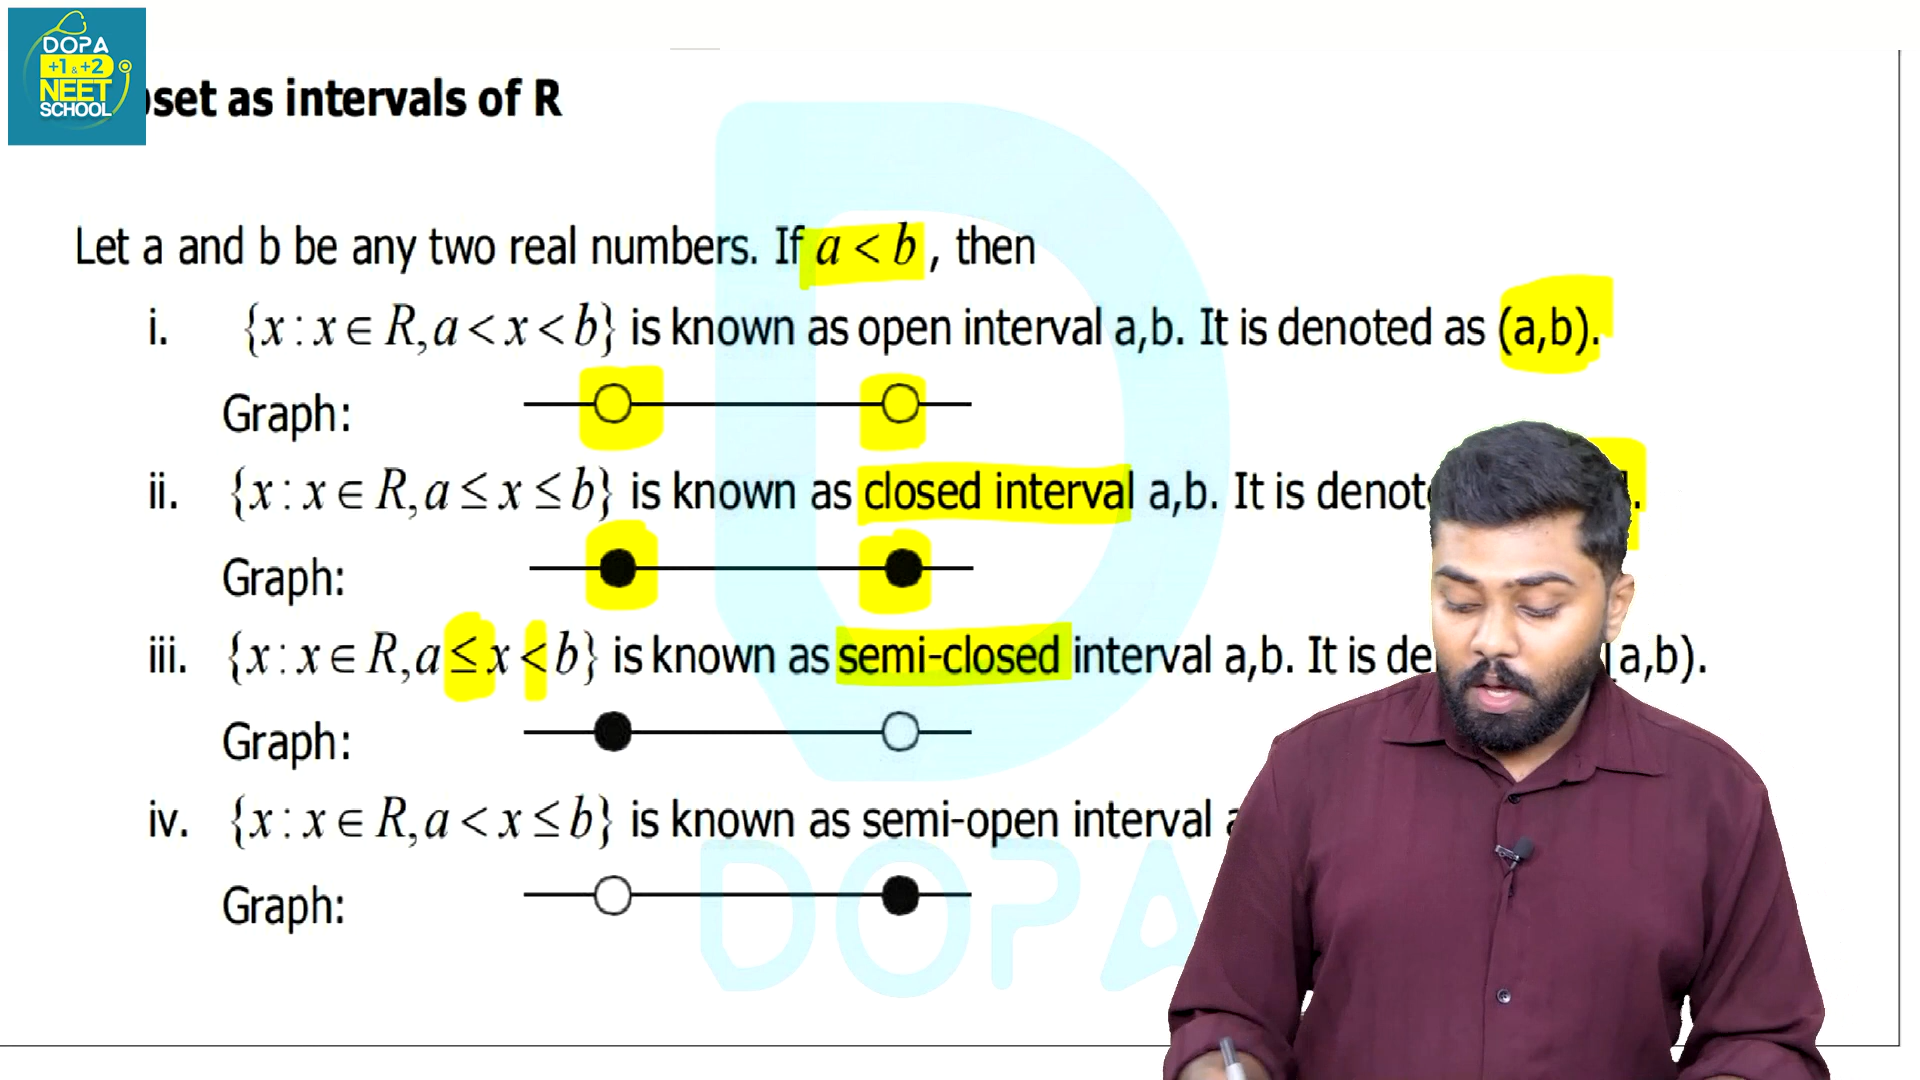 DOPA
+1 & +2
NEET
SCHOOL
set as intervals of R
Let a and b be any two real numbers. If a < b , then
i. {x : x ∈ R, a < x < b} is known as open interval a,b. It is denoted as (a,b).
Graph:
ii. {x : x ∈ R, a ≤ x ≤ b} is known as closed interval a,b. It is
Graph:
iii. {x : x ∈ R, a ≤ x < b} is known as semi-closed interval a,b. It is [a,b).
Graph:
iv. {x : x ∈ R, a < x ≤ b} is known as semi-open interval
Graph:
DOPA